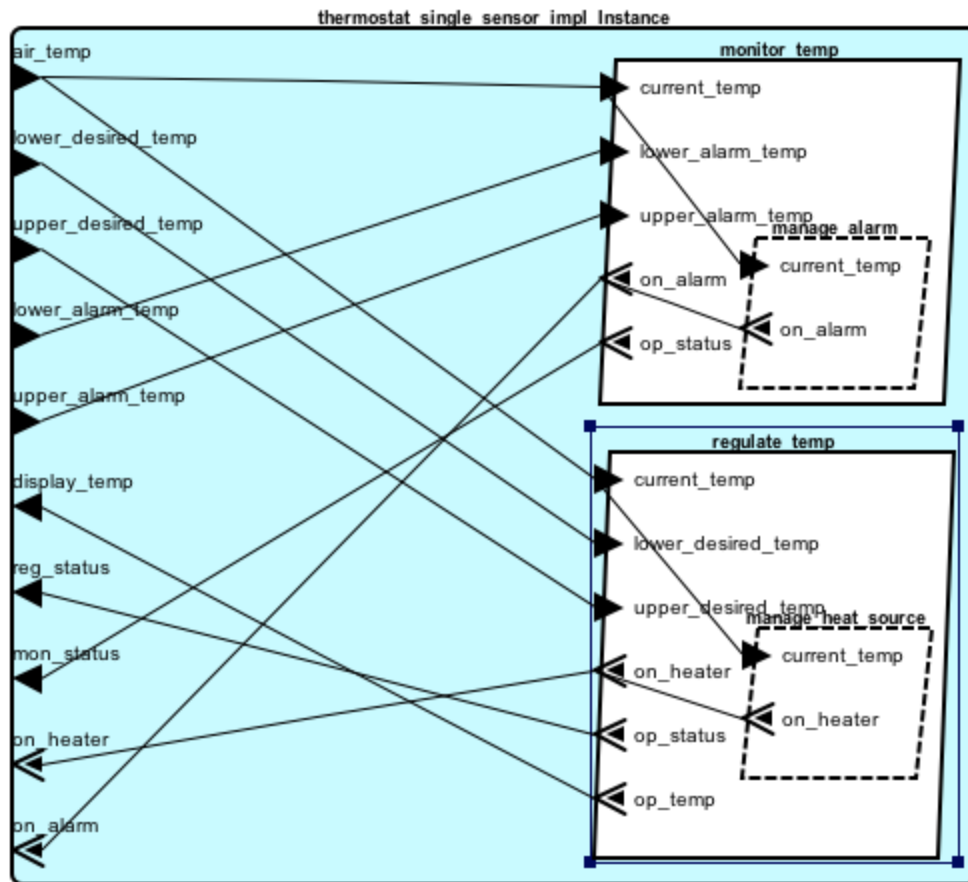 thermostat_single_sensor_impl_Instance
air_temp
lower_desired_temp
upper_desired_temp
lower_alarm_temp
upper_alarm_temp
display_temp
reg_status
mon_status
on_heater
on_alarm
monitor_temp
current_temp
lower_alarm_temp
upper_alarm_temp
on_alarm
op_status
manage_alarm
current_temp
on_alarm
regulate_temp
current_temp
lower_desired_temp
upper_desired_temp
on_heater
op_status
op_temp
manage_heat_source
current_temp
on_heater